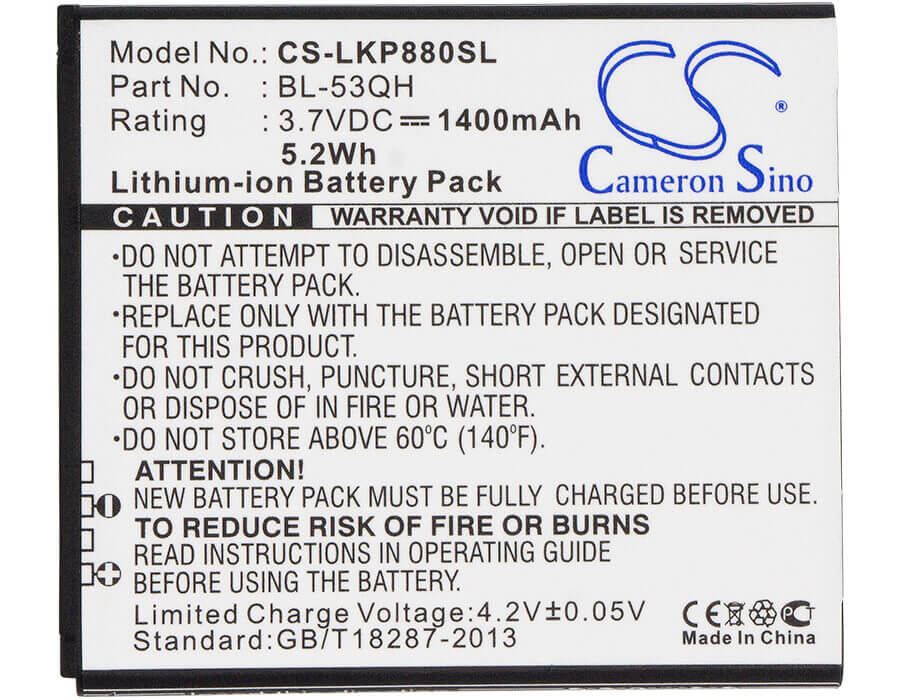 Model No.: CS-LKP880SL
Part No.: BL-53QH
Rating : 3.7VDC 1400mAh
5.2Wh
Lithium-ion Battery Pack
CS ®
Cameron Sino
CAUTION WARRANTY VOID IF LABEL IS REMOVED
·DO NOT ATTEMPT TO DISASSEMBLE, OPEN OR SERVICE
THE BATTERY PACK.
·REPLACE ONLY WITH THE BATTERY PACK DESIGNATED
FOR THIS PRODUCT.
·DO NOT CRUSH, PUNCTURE, SHORT EXTERNAL CONTACTS
OR DISPOSE OF IN FIRE OR WATER.
·DO NOT STORE ABOVE 60°C (140°F).
ATTENTION!
NEW BATTERY PACK MUST BE FULLY CHARGED BEFORE USE.
TO REDUCE RISK OF FIRE OR BURNS
READ INSTRUCTIONS IN OPERATING GUIDE
BEFORE USING THE BATTERY.
Limited Charge Voltage:4.2V±0.05V
Standard:GB/T18287-2013
CE PCT
Made in China